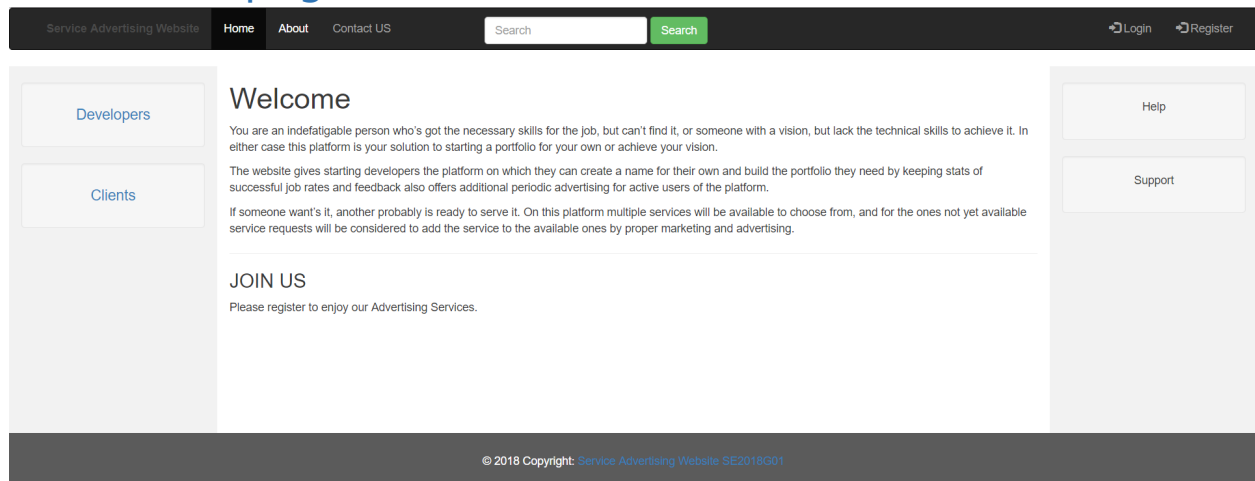 Service Advertising Website Home About Contact US Search Search Login Register
Developers
Clients
Welcome
You are an indefatigable person who's got the necessary skills for the job, but can't find it, or someone with a vision, but lack the technical skills to achieve it. In
either case this platform is your solution to starting a portfolio for your own or achieve your vision.
The website gives starting developers the platform on which they can create a name for their own and build the portfolio they need by keeping stats of
successful job rates and feedback also offers additional periodic advertising for active users of the platform.
If someone want's it, another probably is ready to serve it. On this platform multiple services will be available to choose from, and for the ones not yet available
service requests will be considered to add the service to the available ones by proper marketing and advertising.
JOIN US
Please register to enjoy our Advertising Services.
Help
Support
© 2018 Copyright: Service Advertising Website SE2018G01